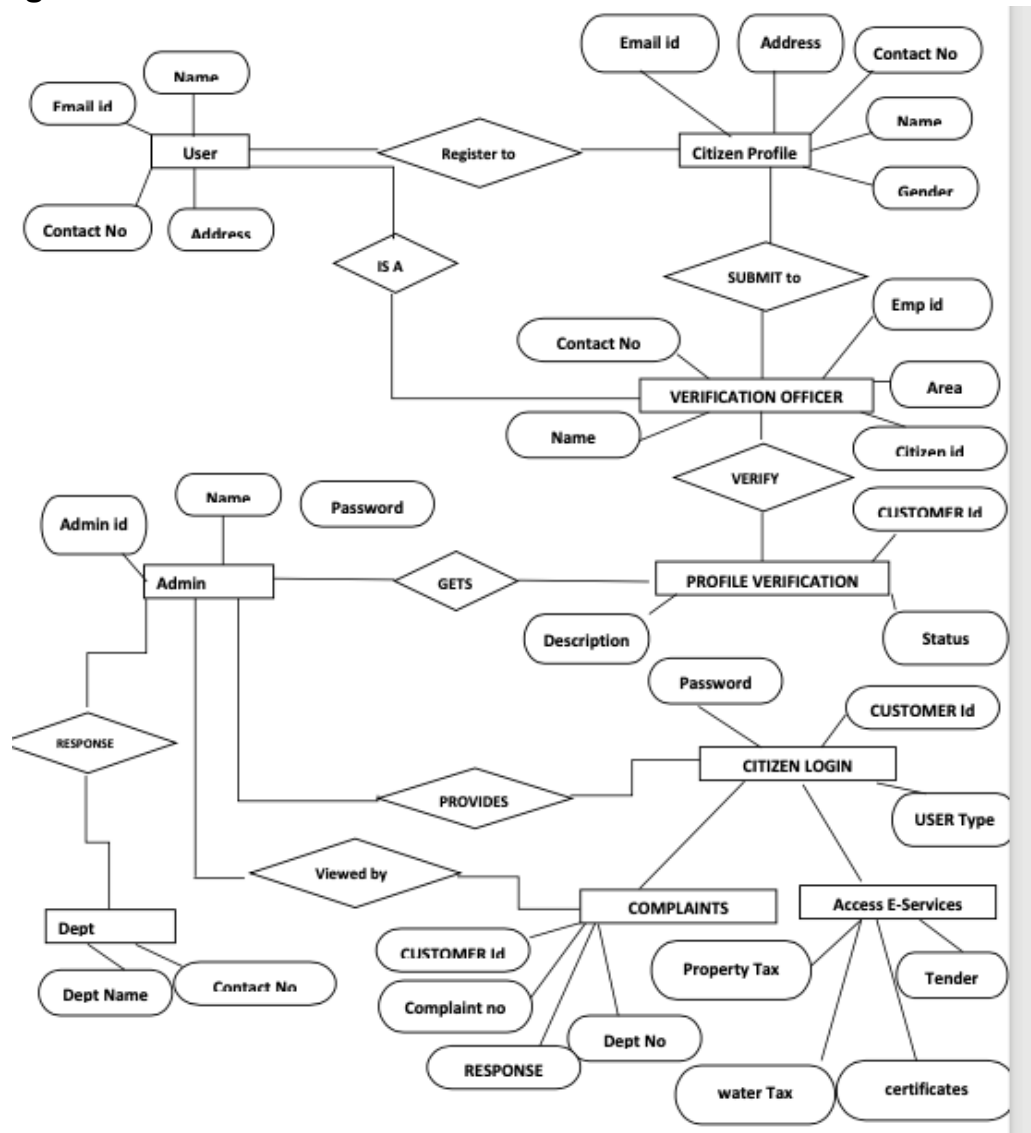 Email id
Address
Contact No
Name
Email id
Name
User
Register to
Citizen Profile
Gender
Contact No
Address
IS A
SUBMIT to
Emp id
Contact No
VERIFICATION OFFICER
Area
Name
Citizen id
VERIFY
Name
Password
CUSTOMER Id
Admin id
Admin
GETS
PROFILE VERIFICATION
Description
Status
Password
CUSTOMER Id
RESPONSE
CITIZEN LOGIN
PROVIDES
USER Type
Viewed by
COMPLAINTS
Access E-Services
Dept
CUSTOMER Id
Property Tax
Tender
Dept Name
Contact No
Complaint no
Dept No
RESPONSE
water Tax
certificates